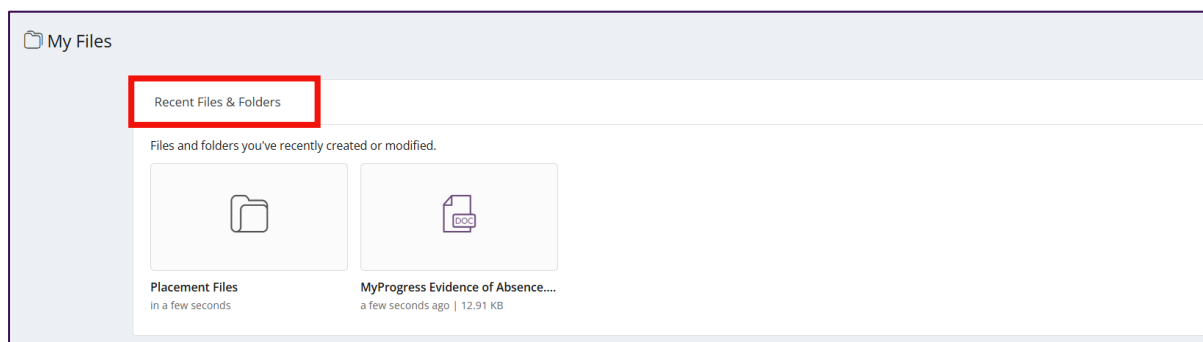 My Files
Recent Files & Folders
Files and folders you've recently created or modified.
DOC
Placement Files
MyProgress Evidence of Absence....
in a few seconds
a few seconds ago | 12.91 KB